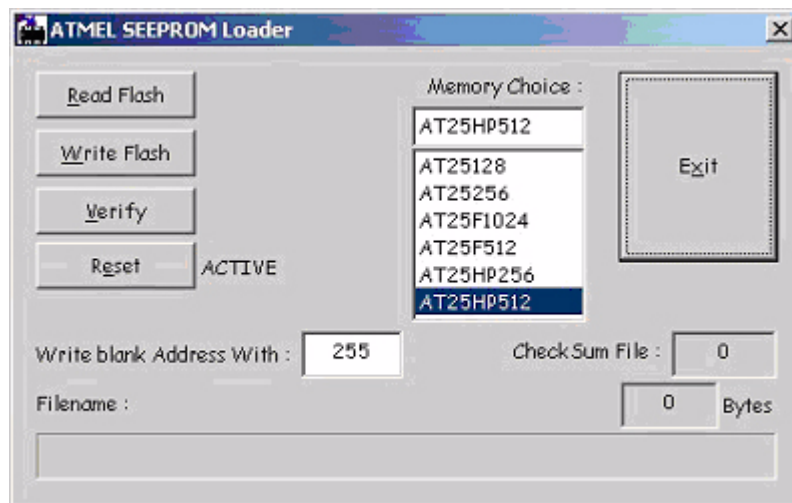 ATMEL SEEPROM Loader
Read Flash
Write Flash
Verify
Reset
ACTIVE
Memory Choice :
AT25HP512
AT25128
AT25256
AT25F1024
AT25F512
AT25HP256
AT25HP512
Exit
Write blank Address With : 255
Check Sum File : 0
Filename :
0 Bytes